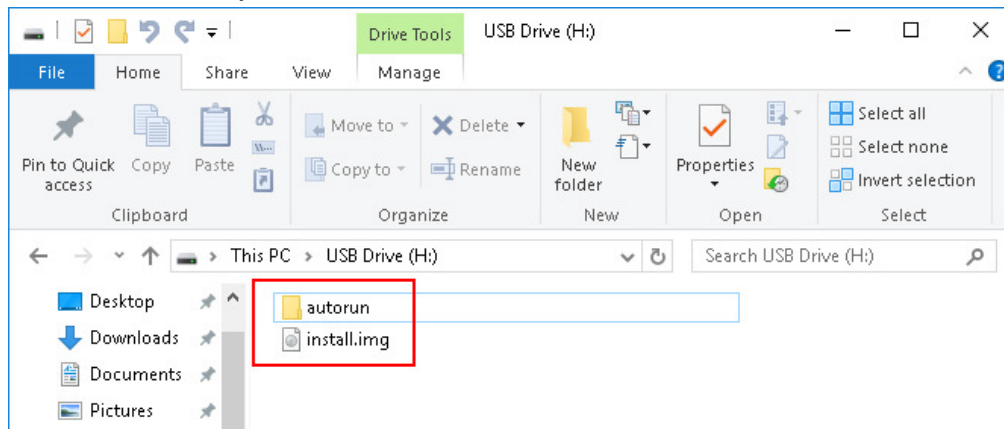 Drive Tools USB Drive (H:)
File Home Share View Manage
Pin to Quick access
Copy
Paste
Move to
Copy to
Delete
Rename
New folder
Properties
Select all
Select none
Invert selection
Clipboard Organize New Open Select
This PC > USB Drive (H:)
Search USB Drive (H:)
Desktop
Downloads
Documents
Pictures
autorun
install.img